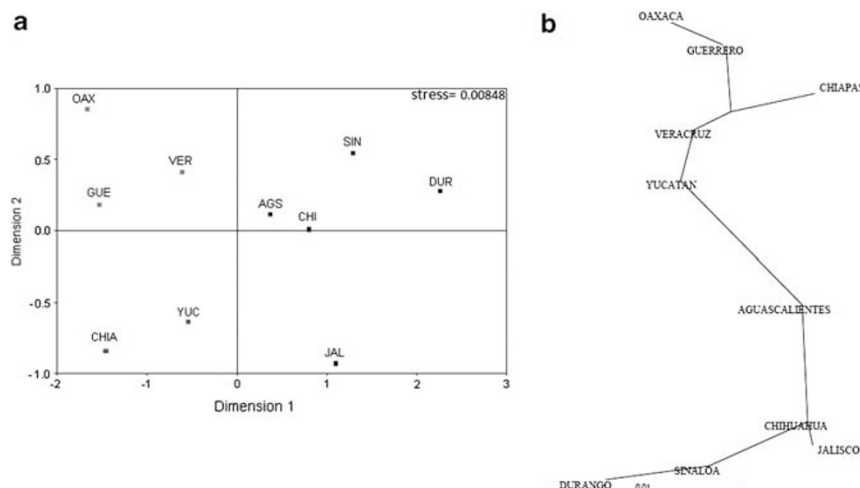 a
stress= 0.00848
1.0
0.5
0.0
-0.5
-1.0
-2
-1
0
1
2
3
Dimension 2
Dimension 1
OAX
VER
GUE
SIN
DUR
AGS
CHI
YUC
CHIA
JAL
b
OAXACA
GUERRERO
CHIAPAS
VERACRUZ
YUCATAN
AGUASCALIENTES
CHIHUAHUA
JALISCO
SINALOA
DURANGO
0.01